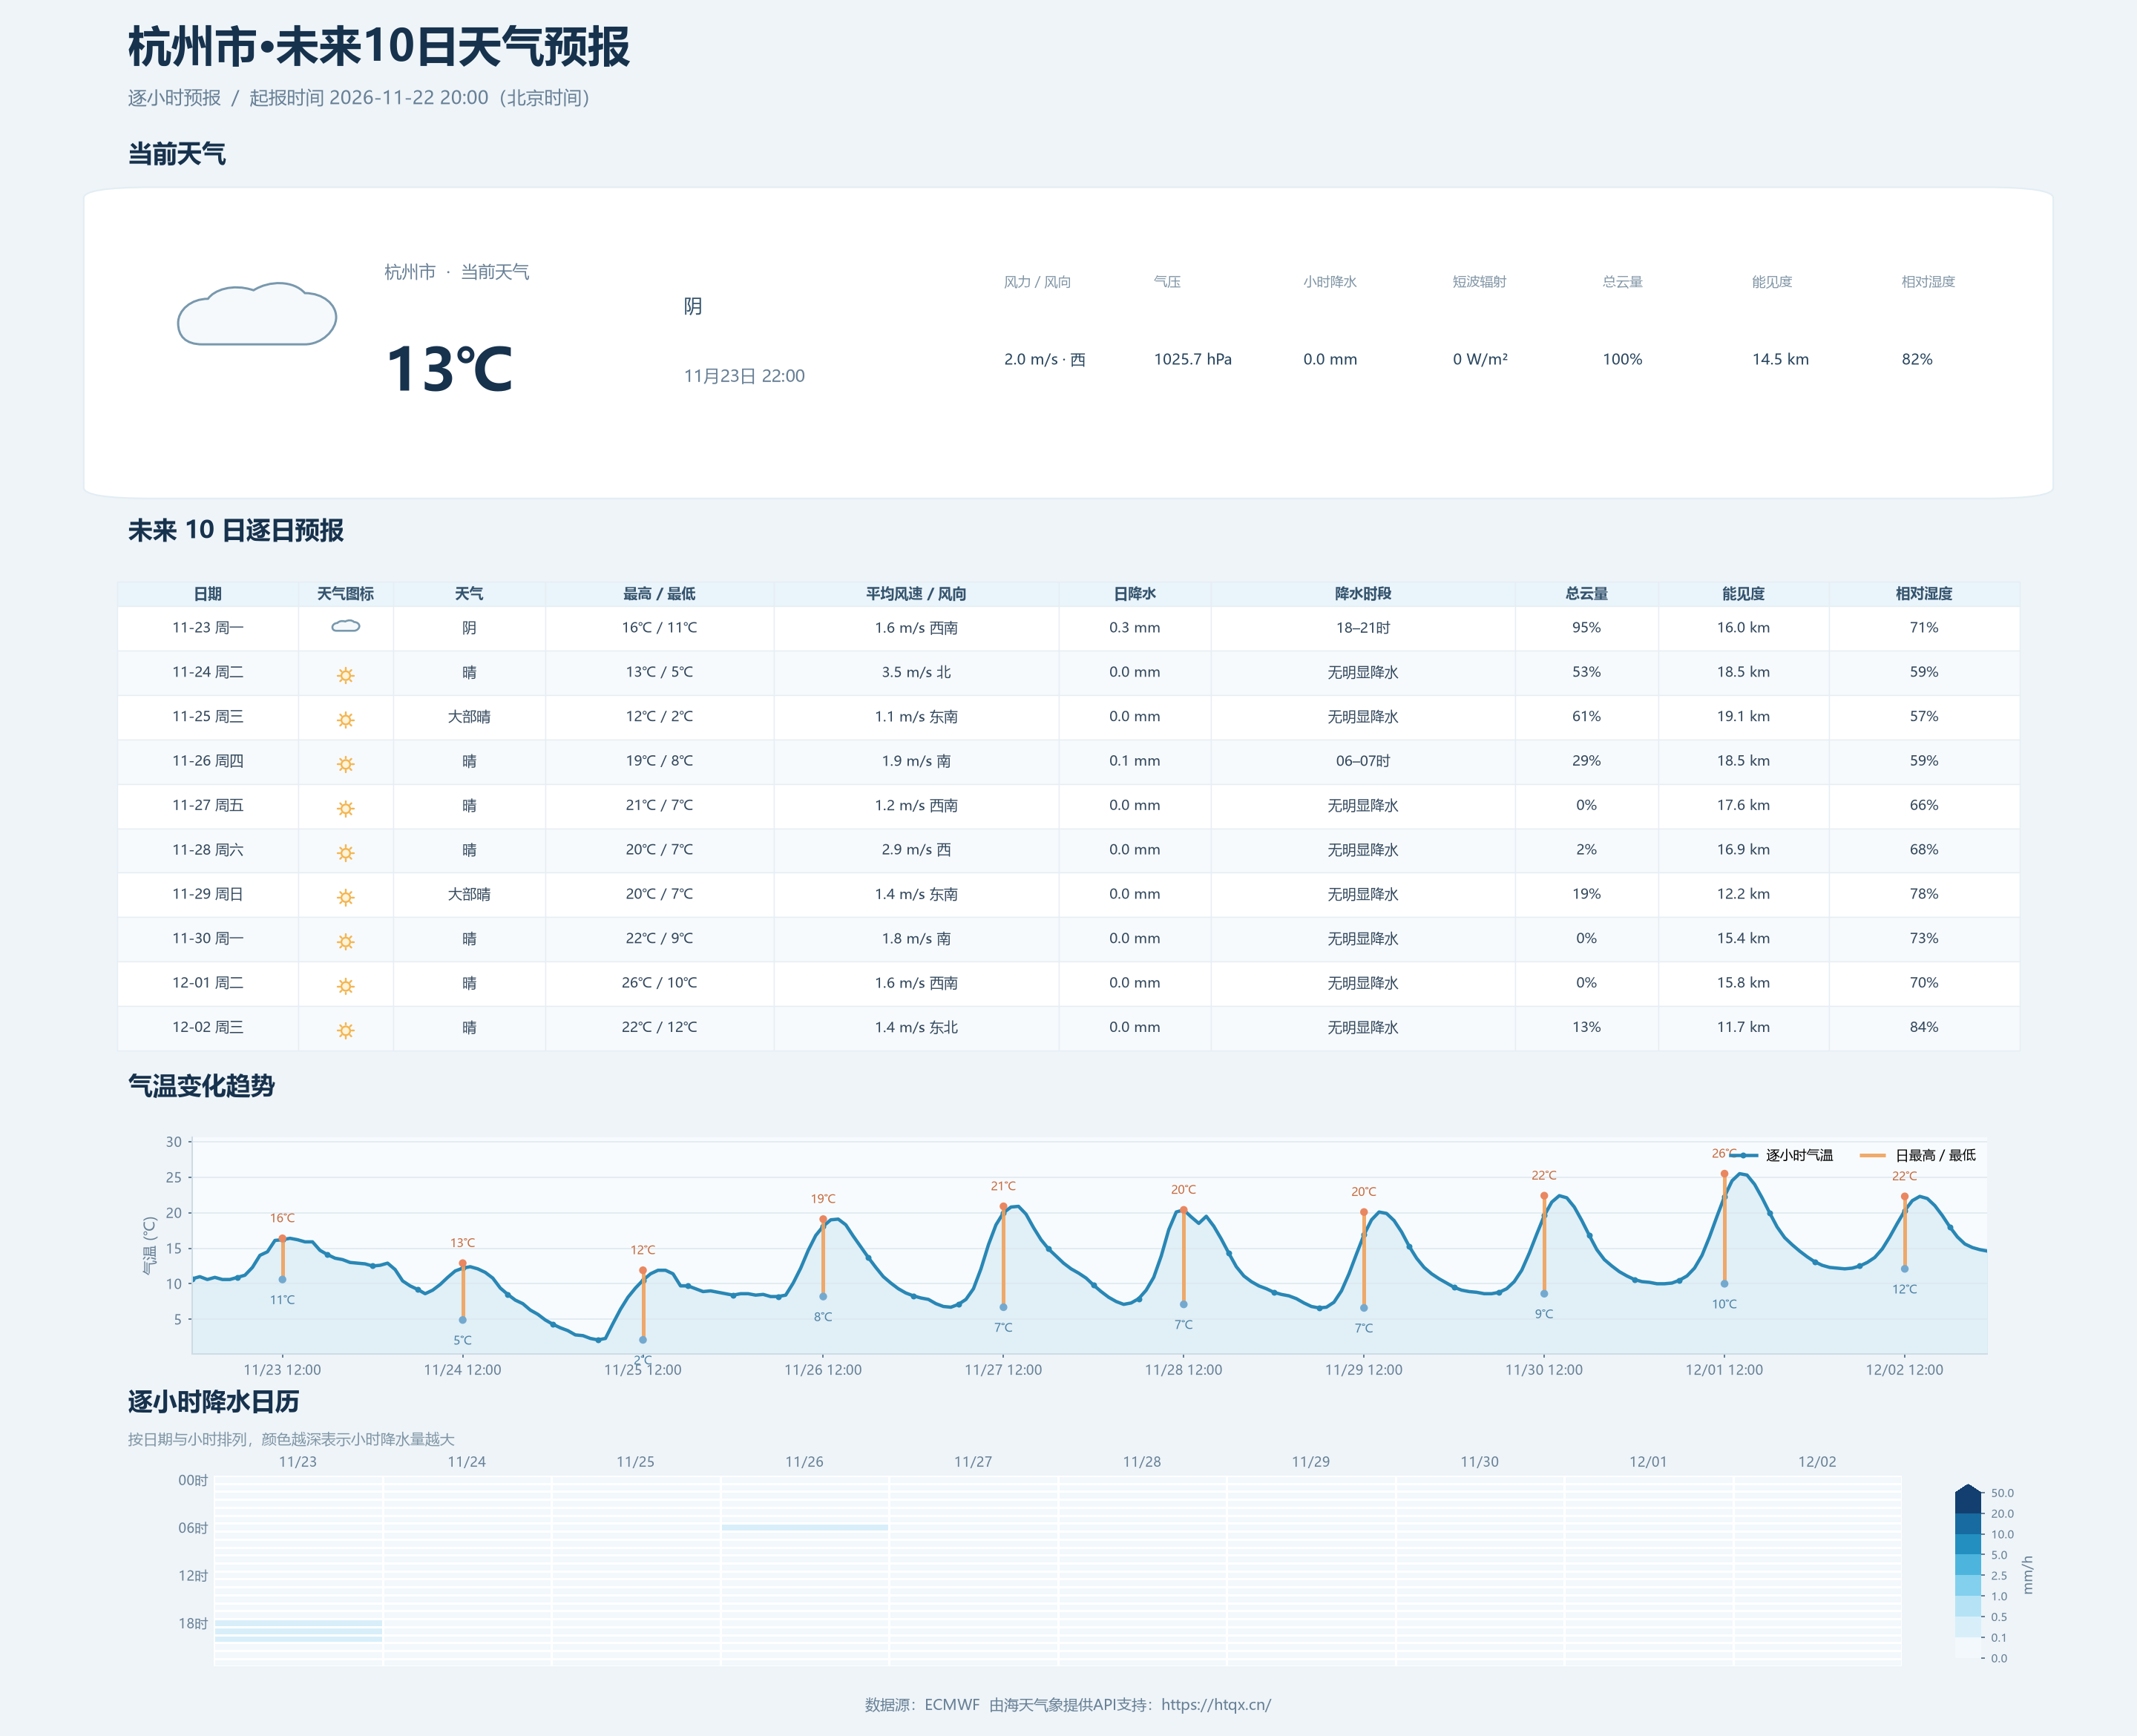 杭州市•未来10日天气预报
逐小时预报 / 起报时间 2026-11-22 20:00（北京时间）
当前天气
杭州市 · 当前天气
13℃
阴
11月23日 22:00
风力 / 风向 气压 小时降水 短波辐射 总云量 能见度 相对湿度
2.0 m/s · 西 1025.7 hPa 0.0 mm 0 W/m² 100% 14.5 km 82%
未来 10 日逐日预报
日期 天气图标 天气 最高 / 最低 平均风速 / 风向 日降水 降水时段 总云量 能见度 相对湿度
11-23 周一 阴 16℃ / 11℃ 1.6 m/s 西南 0.3 mm 18–21时 95% 16.0 km 71%
11-24 周二 晴 13℃ / 5℃ 3.5 m/s 北 0.0 mm 无明显降水 53% 18.5 km 59%
11-25 周三 大部晴 12℃ / 2℃ 1.1 m/s 东南 0.0 mm 无明显降水 61% 19.1 km 57%
11-26 周四 晴 19℃ / 8℃ 1.9 m/s 南 0.1 mm 06–07时 29% 18.5 km 59%
11-27 周五 晴 21℃ / 7℃ 1.2 m/s 西南 0.0 mm 无明显降水 0% 17.6 km 66%
11-28 周六 晴 20℃ / 7℃ 2.9 m/s 西 0.0 mm 无明显降水 2% 16.9 km 68%
11-29 周日 大部晴 20℃ / 7℃ 1.4 m/s 东南 0.0 mm 无明显降水 19% 12.2 km 78%
11-30 周一 晴 22℃ / 9℃ 1.8 m/s 南 0.0 mm 无明显降水 0% 15.4 km 73%
12-01 周二 晴 26℃ / 10℃ 1.6 m/s 西南 0.0 mm 无明显降水 0% 15.8 km 70%
12-02 周三 晴 22℃ / 12℃ 1.4 m/s 东北 0.0 mm 无明显降水 13% 11.7 km 84%
气温变化趋势
气温 (℃)
30
25
20
15
10
5
逐小时气温 日最高 / 最低
16℃ 13℃ 12℃ 19℃ 21℃ 20℃ 20℃ 22℃ 26℃ 22℃
11℃ 5℃ 2℃ 8℃ 7℃ 7℃ 7℃ 9℃ 10℃ 12℃
11/23 12:00 11/24 12:00 11/25 12:00 11/26 12:00 11/27 12:00 11/28 12:00 11/29 12:00 11/30 12:00 12/01 12:00 12/02 12:00
逐小时降水日历
按日期与小时排列，颜色越深表示小时降水量越大
11/23 11/24 11/25 11/26 11/27 11/28 11/29 11/30 12/01 12/02
00时
06时
12时
18时
50.0
20.0
10.0
5.0
2.5
1.0
0.5
0.1
0.0
mm/h
数据源：ECMWF 由海天气象提供API支持：https://htqx.cn/